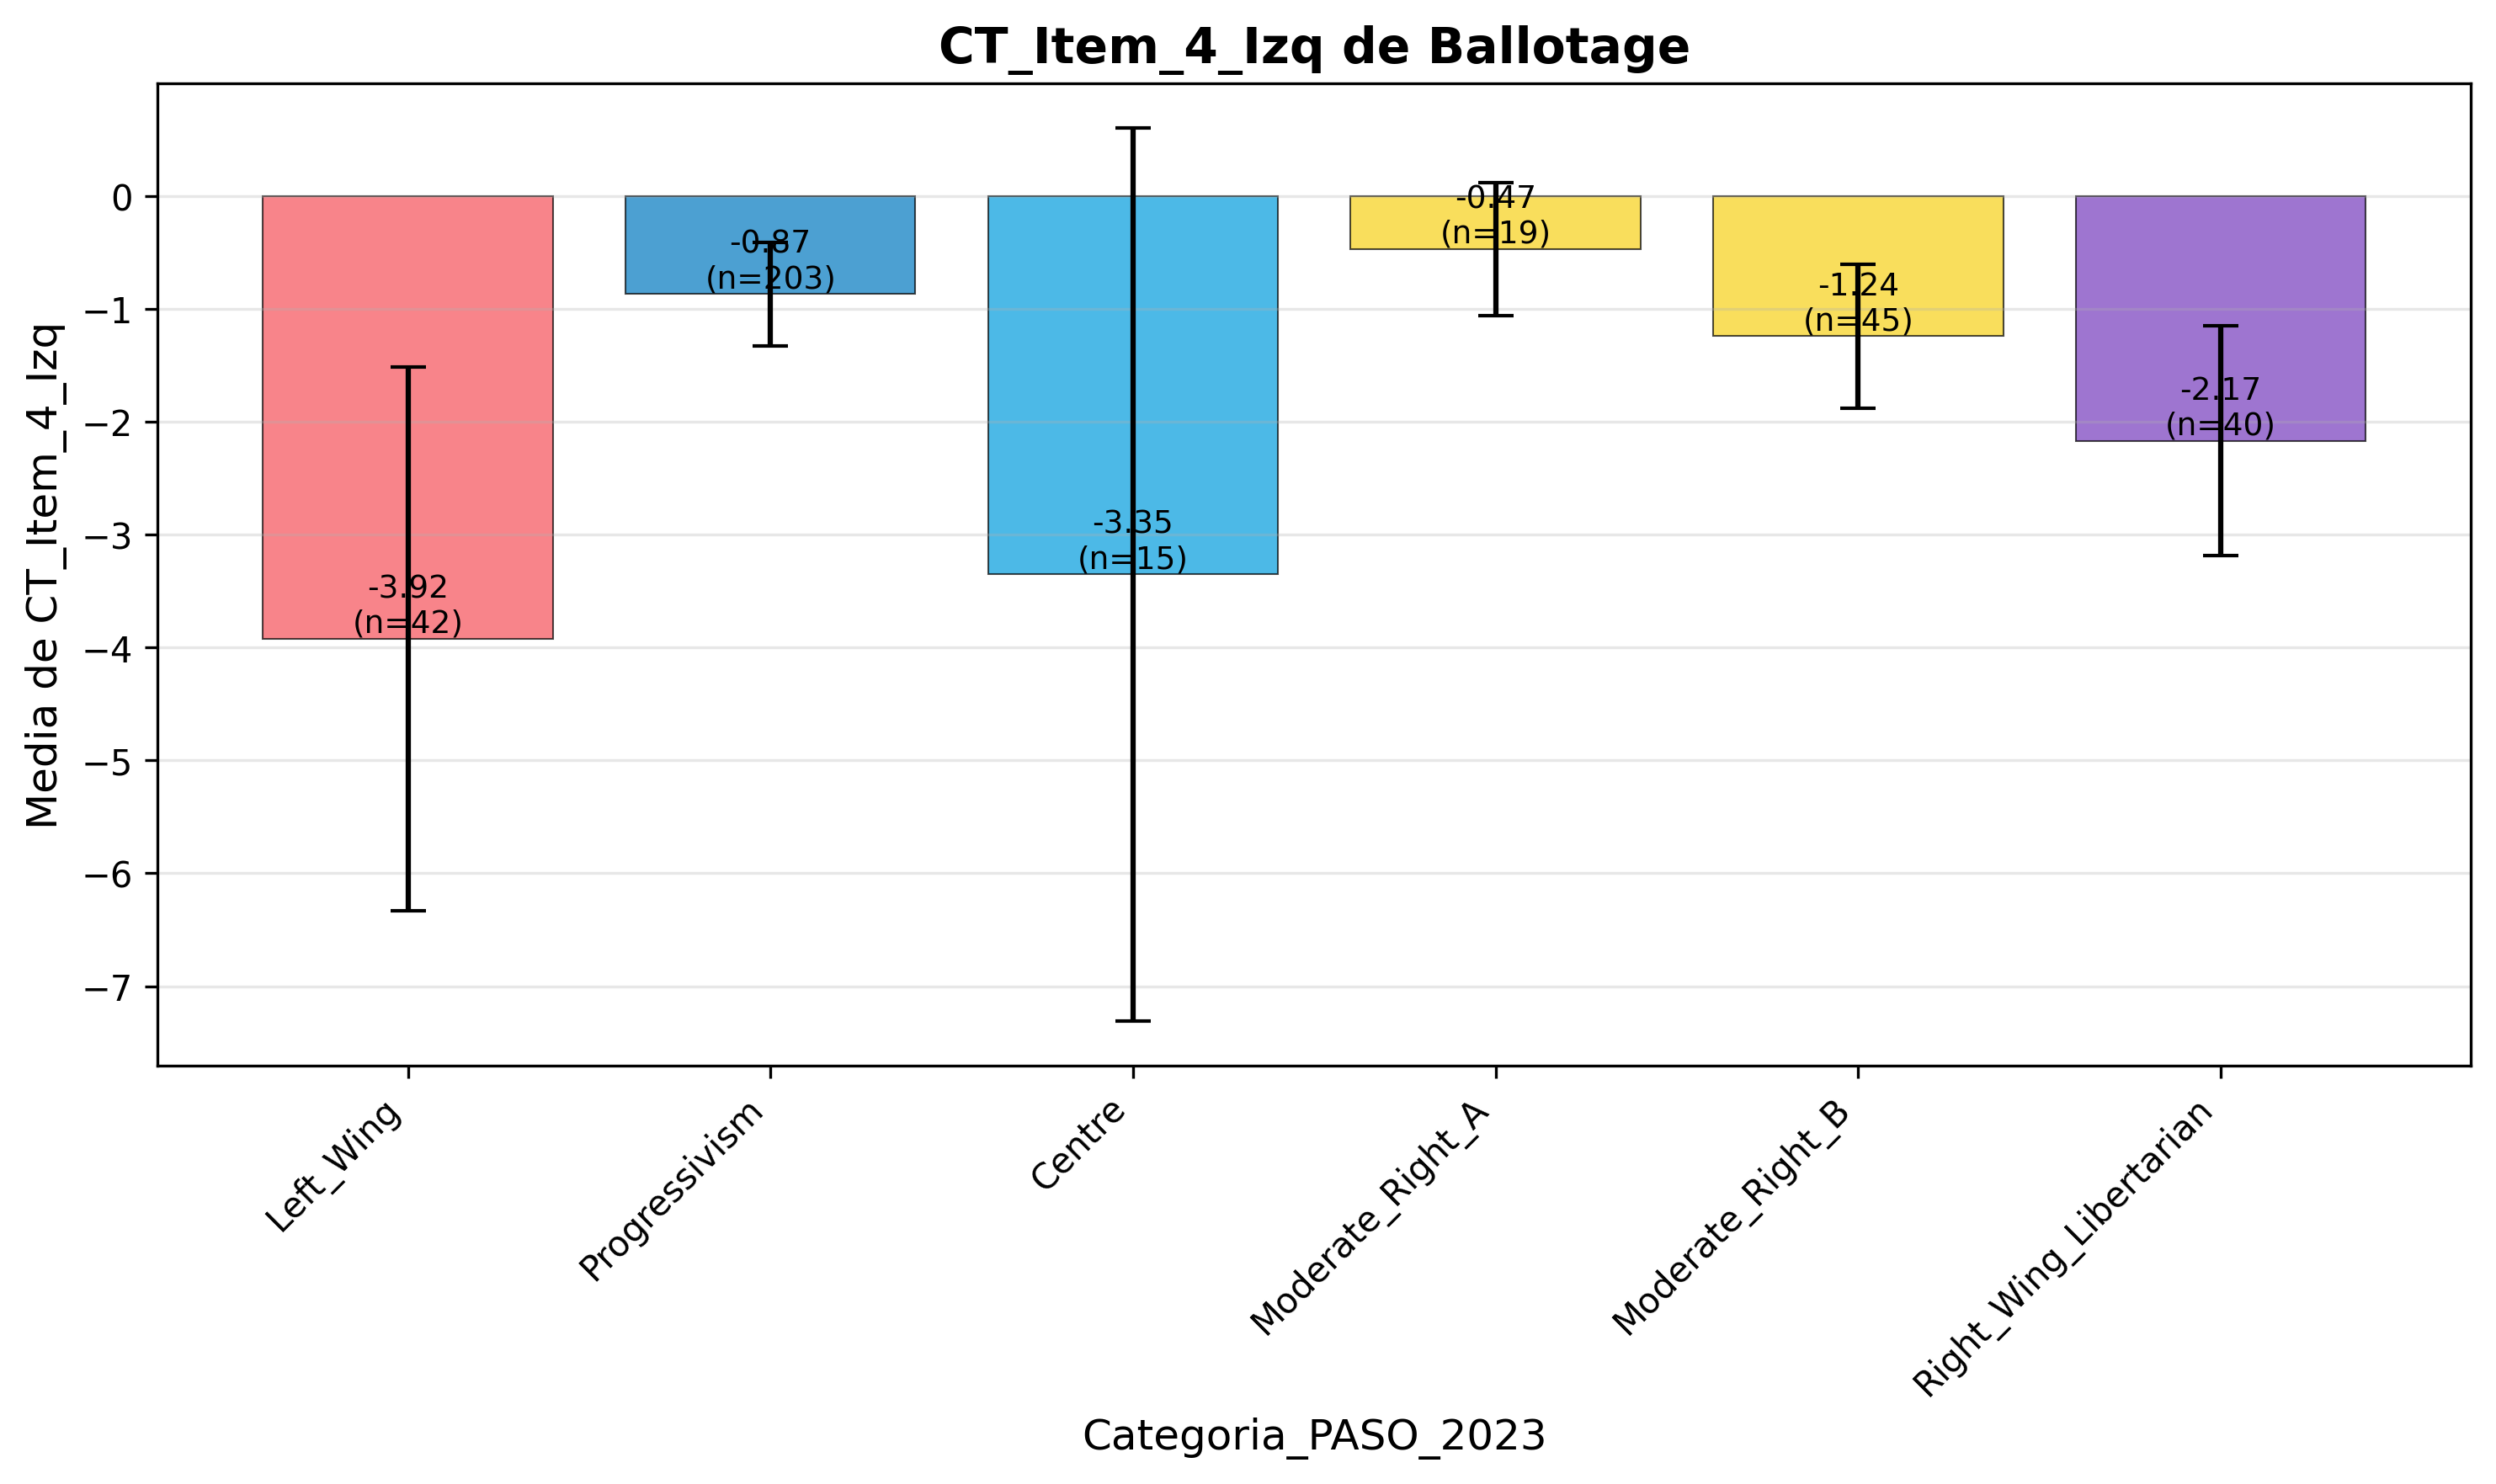 CT_Item_4_Izq de Ballotage
Media de CT_Item_4_Izq
0
−1
−2
−3
−4
−5
−6
−7
-3.92
(n=42)
-0.87
(n=203)
-3.35
(n=15)
-0.47
(n=19)
-1.24
(n=45)
-2.17
(n=40)
Left_Wing
Progressivism
Centre
Moderate_Right_A
Moderate_Right_B
Right_Wing_Libertarian
Categoria_PASO_2023